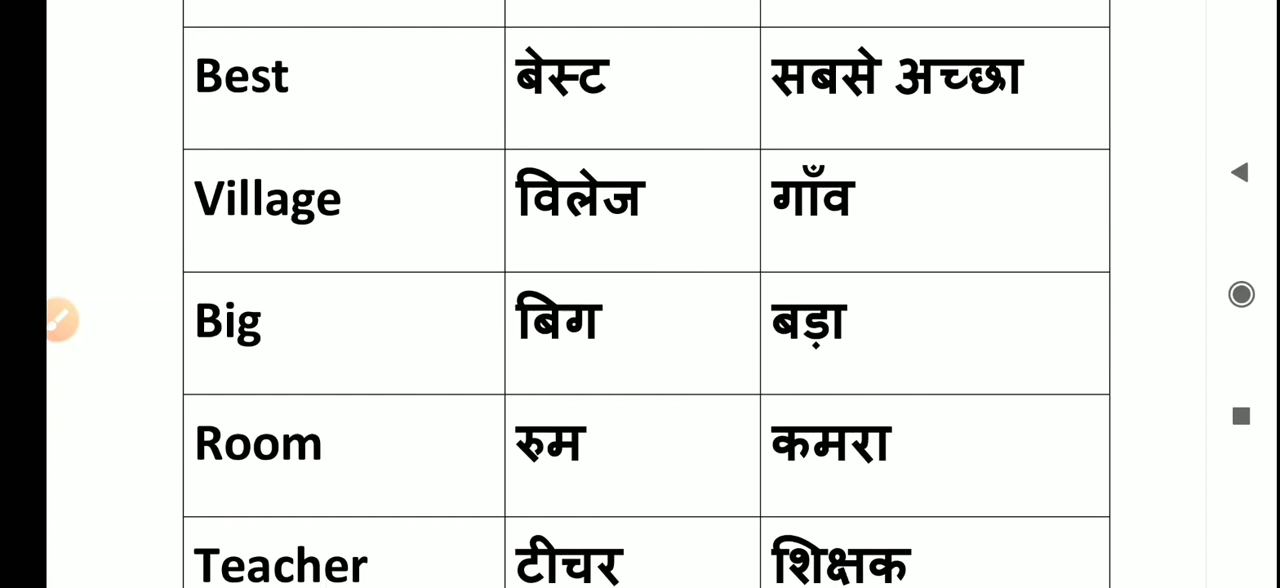 Best बेस्ट सबसे अच्छा
Village विलेज गाँव
Big बिग बड़ा
Room रुम कमरा
Teacher टीचर शिक्षक